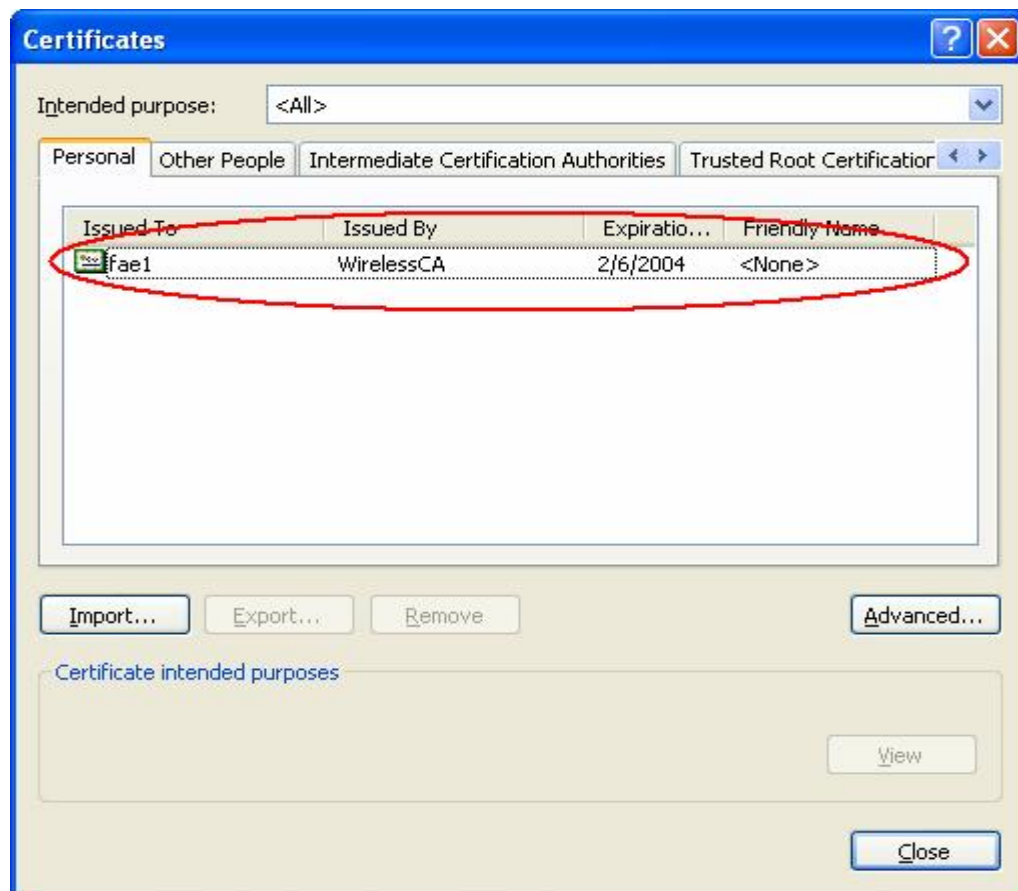 Certificates
Intended purpose: <All>
Personal Other People Intermediate Certification Authorities Trusted Root Certification
Issued To Issued By Expiratio... Friendly Name
fae1 WirelessCA 2/6/2004 <None>
Import... Export... Remove Advanced...
Certificate intended purposes
View
Close